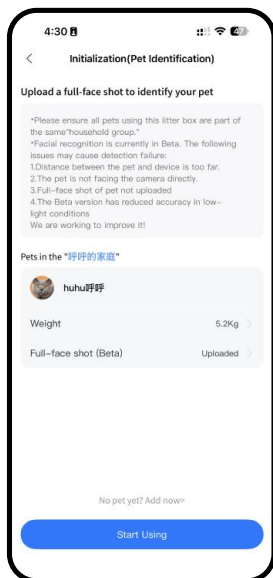 4:30
47
Initialization(Pet Identification)
Upload a full-face shot to identify your pet
*Please ensure all pets using this litter box are part of
the same"household group."
*Facial recognition is currently in Beta. The following
issues may cause detection failure:
1.Distance between the pet and device is too far.
2.The pet is not facing the camera directly.
3.Full-face shot of pet not uploaded
4.The Beta version has reduced accuracy in low-
light conditions
We are working to improve it!
Pets in the "呼呼的家庭"
huhu呼呼
Weight 5.2Kg
Full-face shot (Beta) Uploaded
No pet yet? Add now>
Start Using